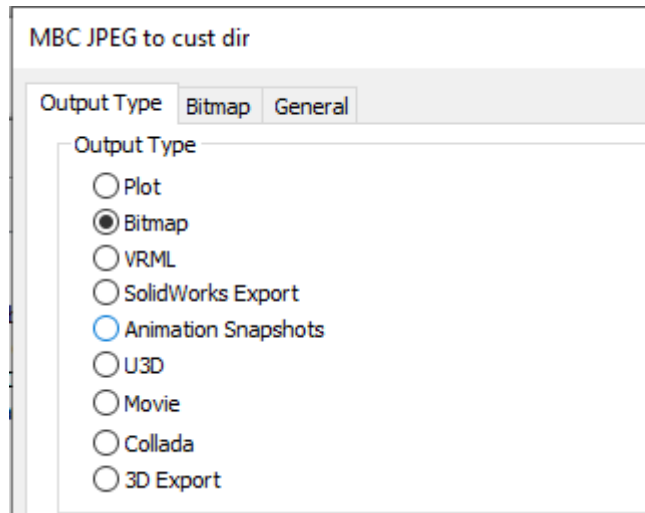 MBC JPEG to cust dir
Output Type Bitmap General
Output Type
Plot
Bitmap
VRML
SolidWorks Export
Animation Snapshots
U3D
Movie
Collada
3D Export